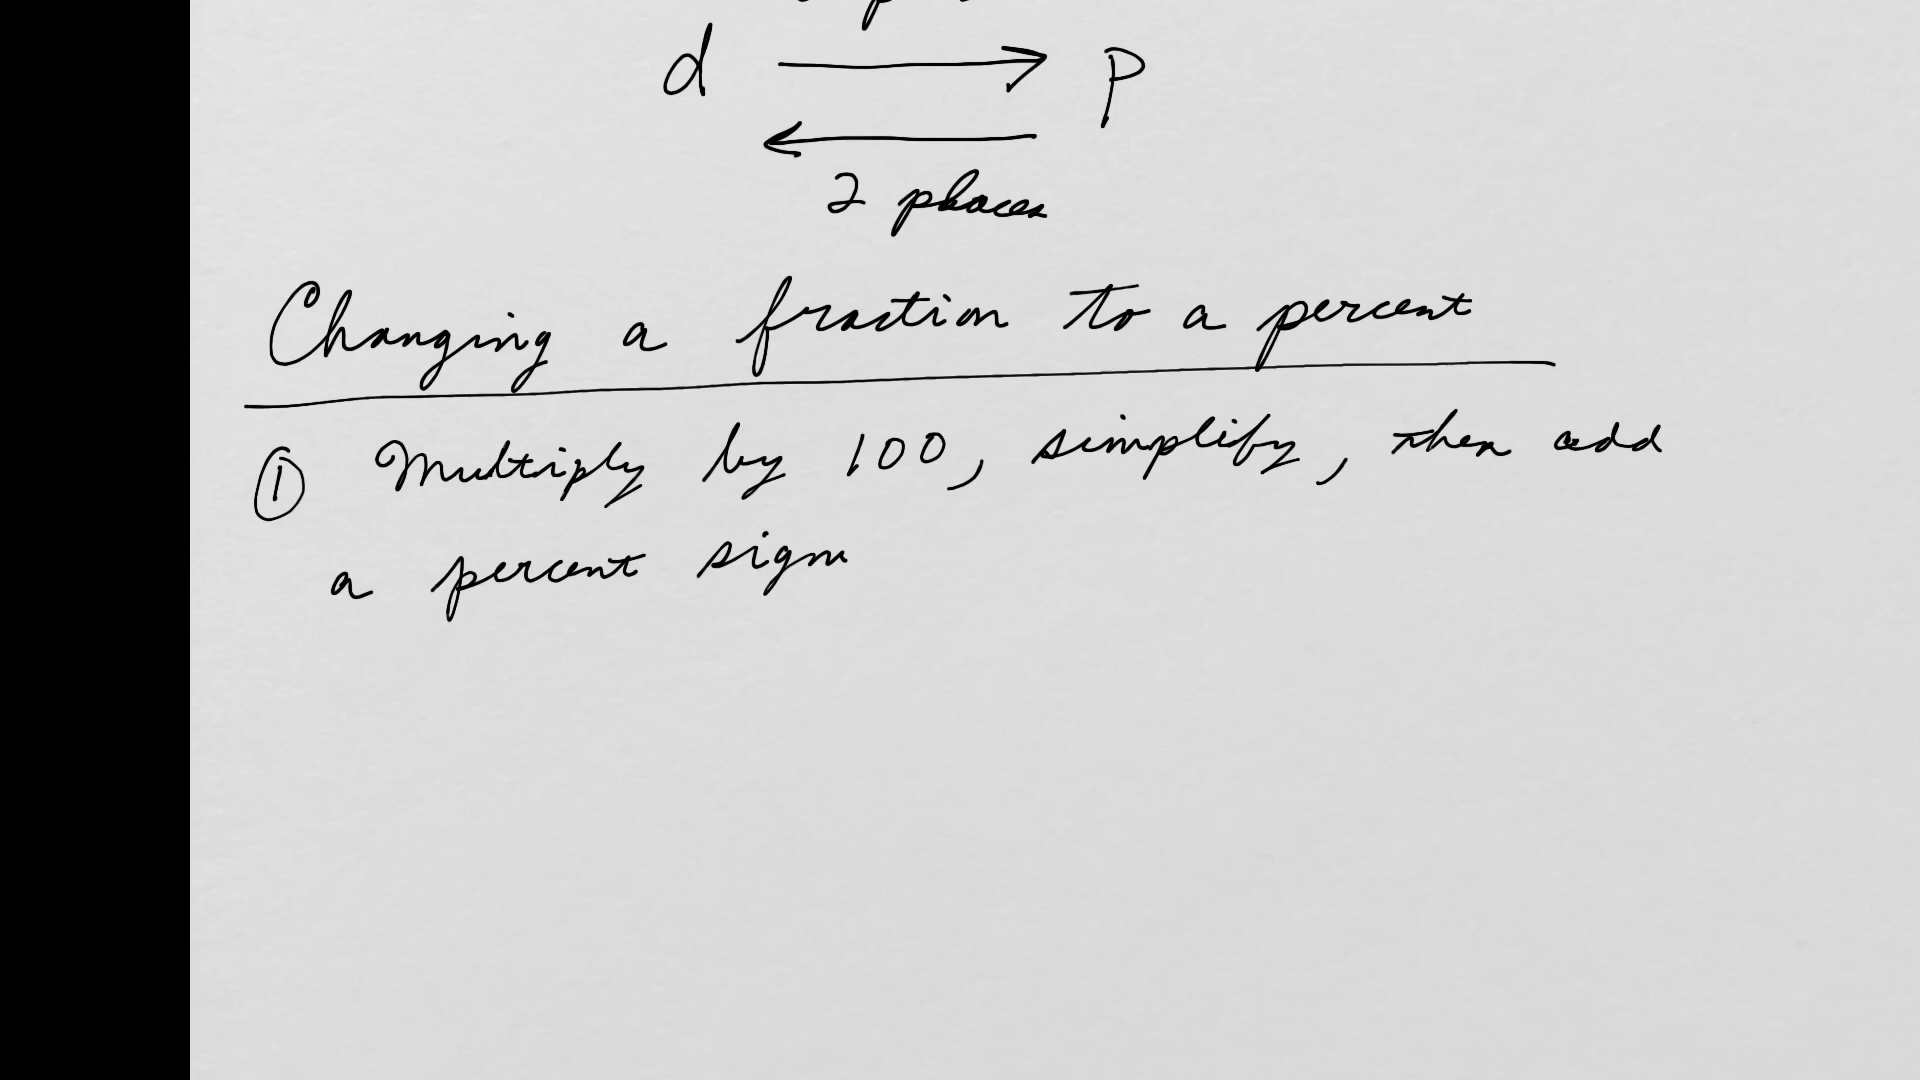 d → p
←
2 places
Changing a fraction to a percent
① Multiply by 100, simplify, then add
a percent sign